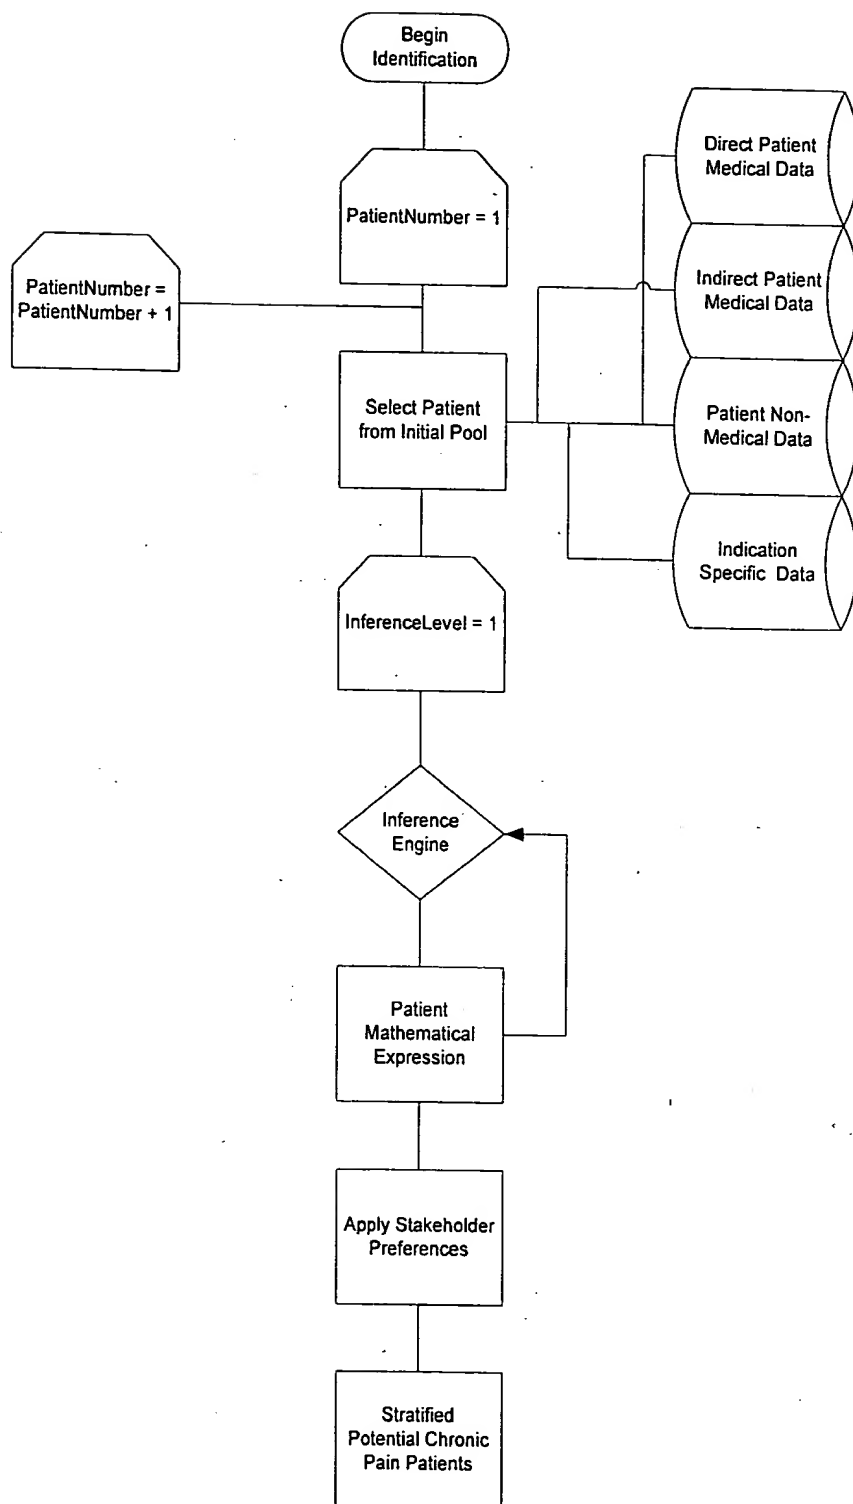 Begin
Identification
PatientNumber = 1
PatientNumber =
PatientNumber + 1
Direct Patient
Medical Data
Indirect Patient
Medical Data
Select Patient
from Initial Pool
Patient Non-
Medical Data
Indication
Specific Data
InferenceLevel = 1
Inference
Engine
Patient
Mathematical
Expression
Apply Stakeholder
Preferences
Stratified
Potential Chronic
Pain Patients